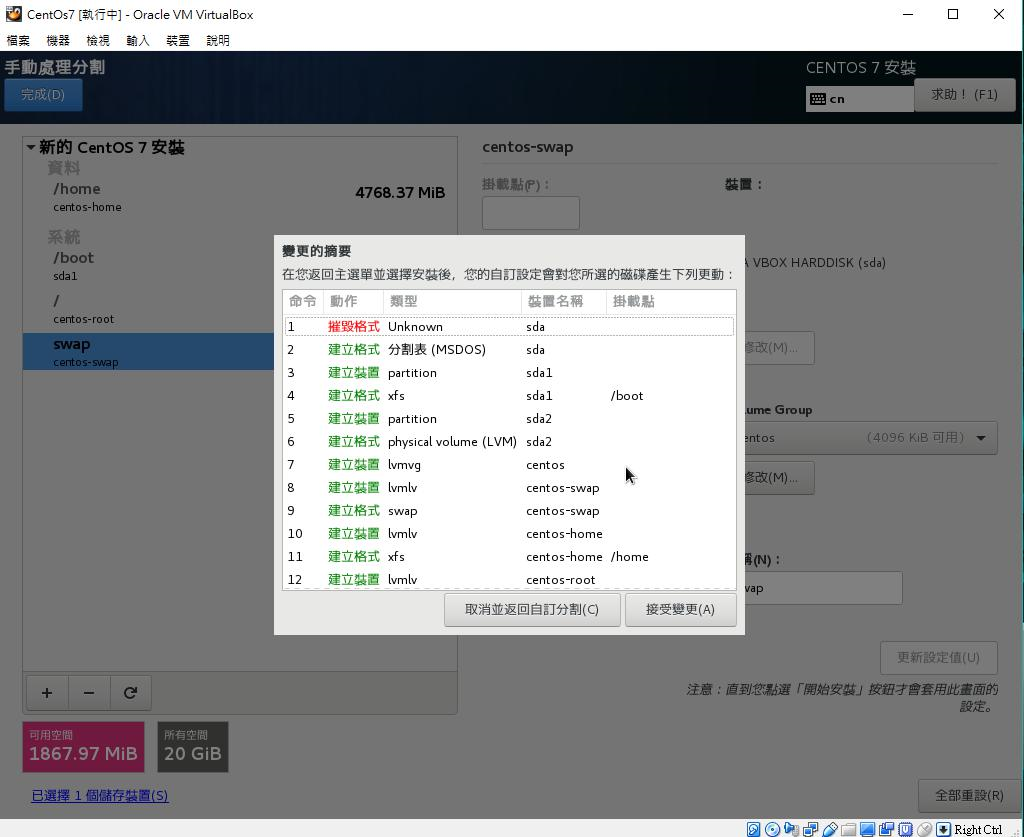 CentOs7 [執行中] - Oracle VM VirtualBox
檔案 機器 檢視 輸入 裝置 說明
手動處理分割
CENTOS 7 安裝
完成(D)
cn
求助！ (F1)
新的 CentOS 7 安裝
資料
/home
4768.37 MiB
centos-home
系統
/boot
sda1
/
centos-root
swap
centos-swap
centos-swap
掛載點(P)：
裝置：
A VBOX HARDDISK (sda)
修改(M)...
ume Group
entos (4096 KiB 可用)
修改(M)...
稱(N)：
wap
更新設定值(U)
注意：直到您點選「開始安裝」按鈕才會套用此畫面的
設定。
變更的摘要
在您返回主選單並選擇安裝後，您的自訂設定會對您所選的磁碟產生下列更動：
命令 動作 類型 裝置名稱 掛載點
1 摧毀格式 Unknown sda
2 建立格式 分割表 (MSDOS) sda
3 建立裝置 partition sda1
4 建立格式 xfs sda1 /boot
5 建立裝置 partition sda2
6 建立格式 physical volume (LVM) sda2
7 建立裝置 lvmvg centos
8 建立裝置 lvmlv centos-swap
9 建立格式 swap centos-swap
10 建立裝置 lvmlv centos-home
11 建立格式 xfs centos-home /home
12 建立裝置 lvmlv centos-root
取消並返回自訂分割(C) 接受變更(A)
+ −
可用空間
1867.97 MiB
所有空間
20 GiB
已選擇 1 個儲存裝置(S)
全部重設(R)
Right Ctrl